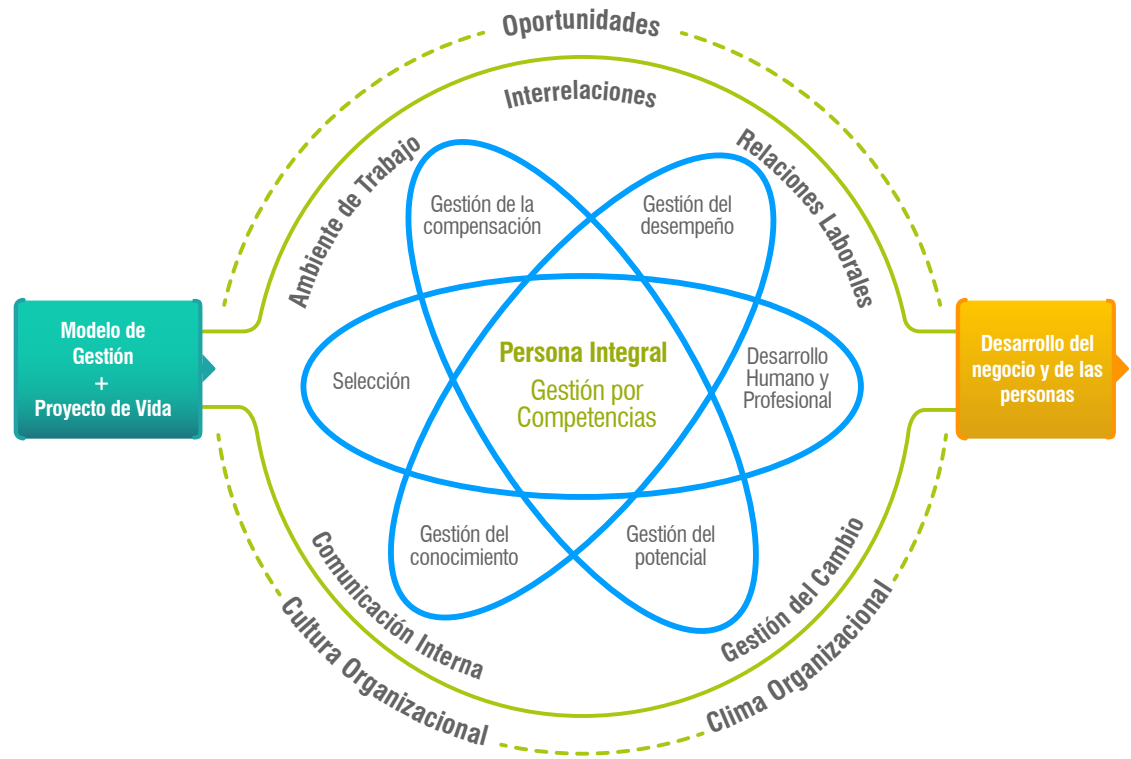 Oportunidades
Interrelaciones
Ambiente de Trabajo
Relaciones Laborales
Gestión de la
compensación
Gestión del
desempeño
Modelo de
Gestión
+
Proyecto de Vida
Selección
Persona Integral
Gestión por
Competencias
Desarrollo
Humano y
Profesional
Desarrollo del
negocio y de las
personas
Gestión del
conocimiento
Gestión del
potencial
Comunicación Interna
Gestión del Cambio
Cultura Organizacional
Clima Organizacional